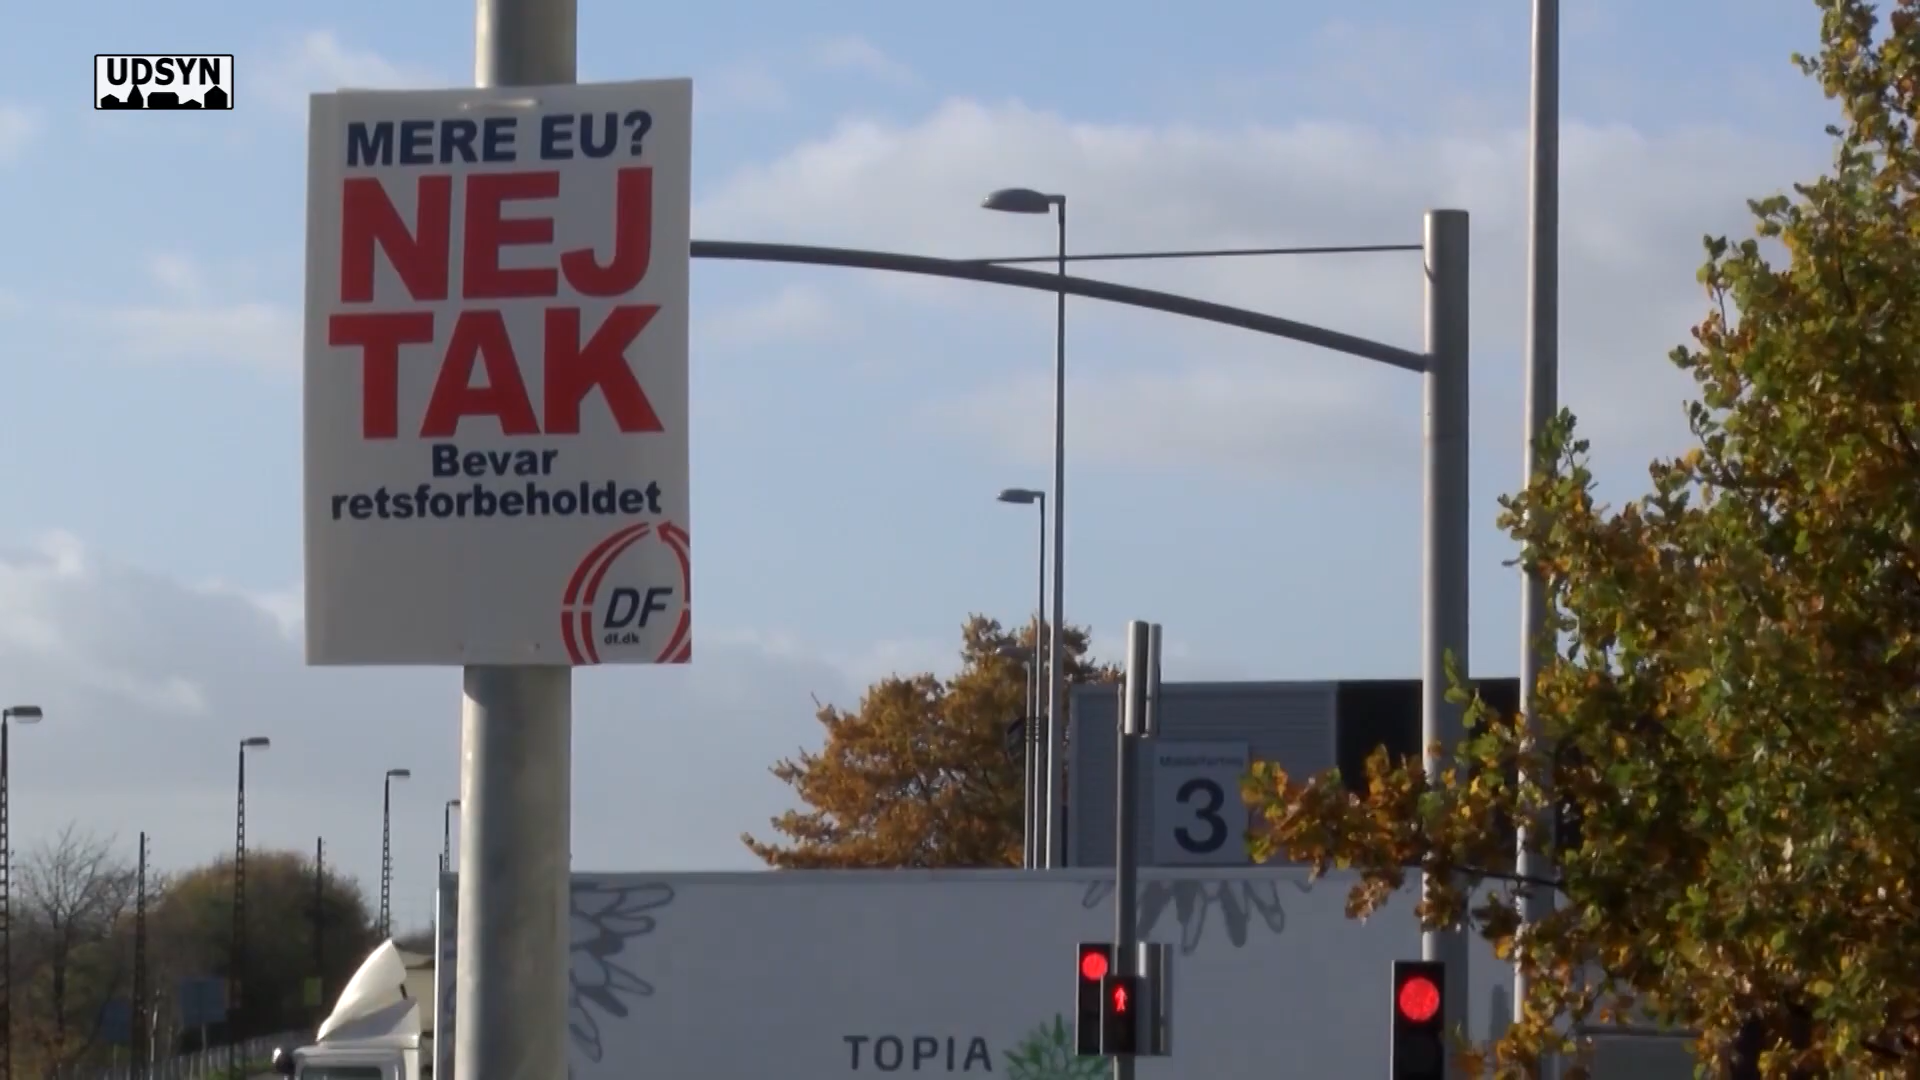 UDSYN
MERE EU?
NEJ
TAK
Bevar
retsforbeholdet
DF
df.dk
3
TOPIA